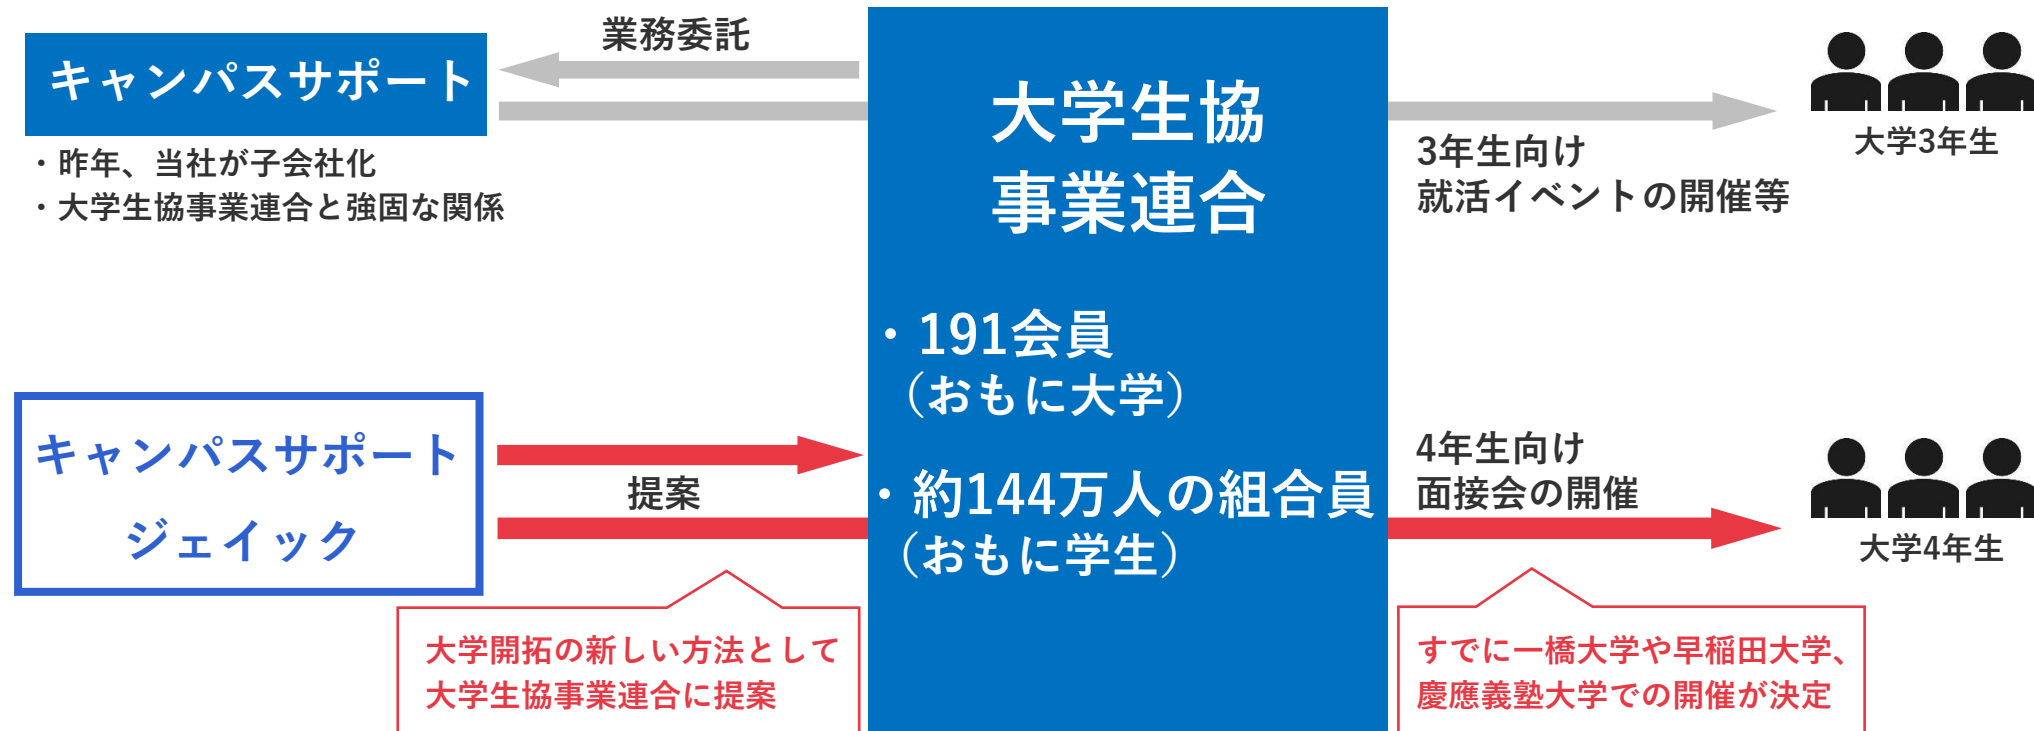 キャンパスサポート
・昨年、当社が子会社化
・大学生協事業連合と強固な関係
業務委託
大学生協
事業連合
・191会員
（おもに大学）
・約144万人の組合員
（おもに学生）
3年生向け
就活イベントの開催等
大学3年生
キャンパスサポート
ジェイック
提案
大学開拓の新しい方法として
大学生協事業連合に提案
4年生向け
面接会の開催
大学4年生
すでに一橋大学や早稲田大学、
慶應義塾大学での開催が決定